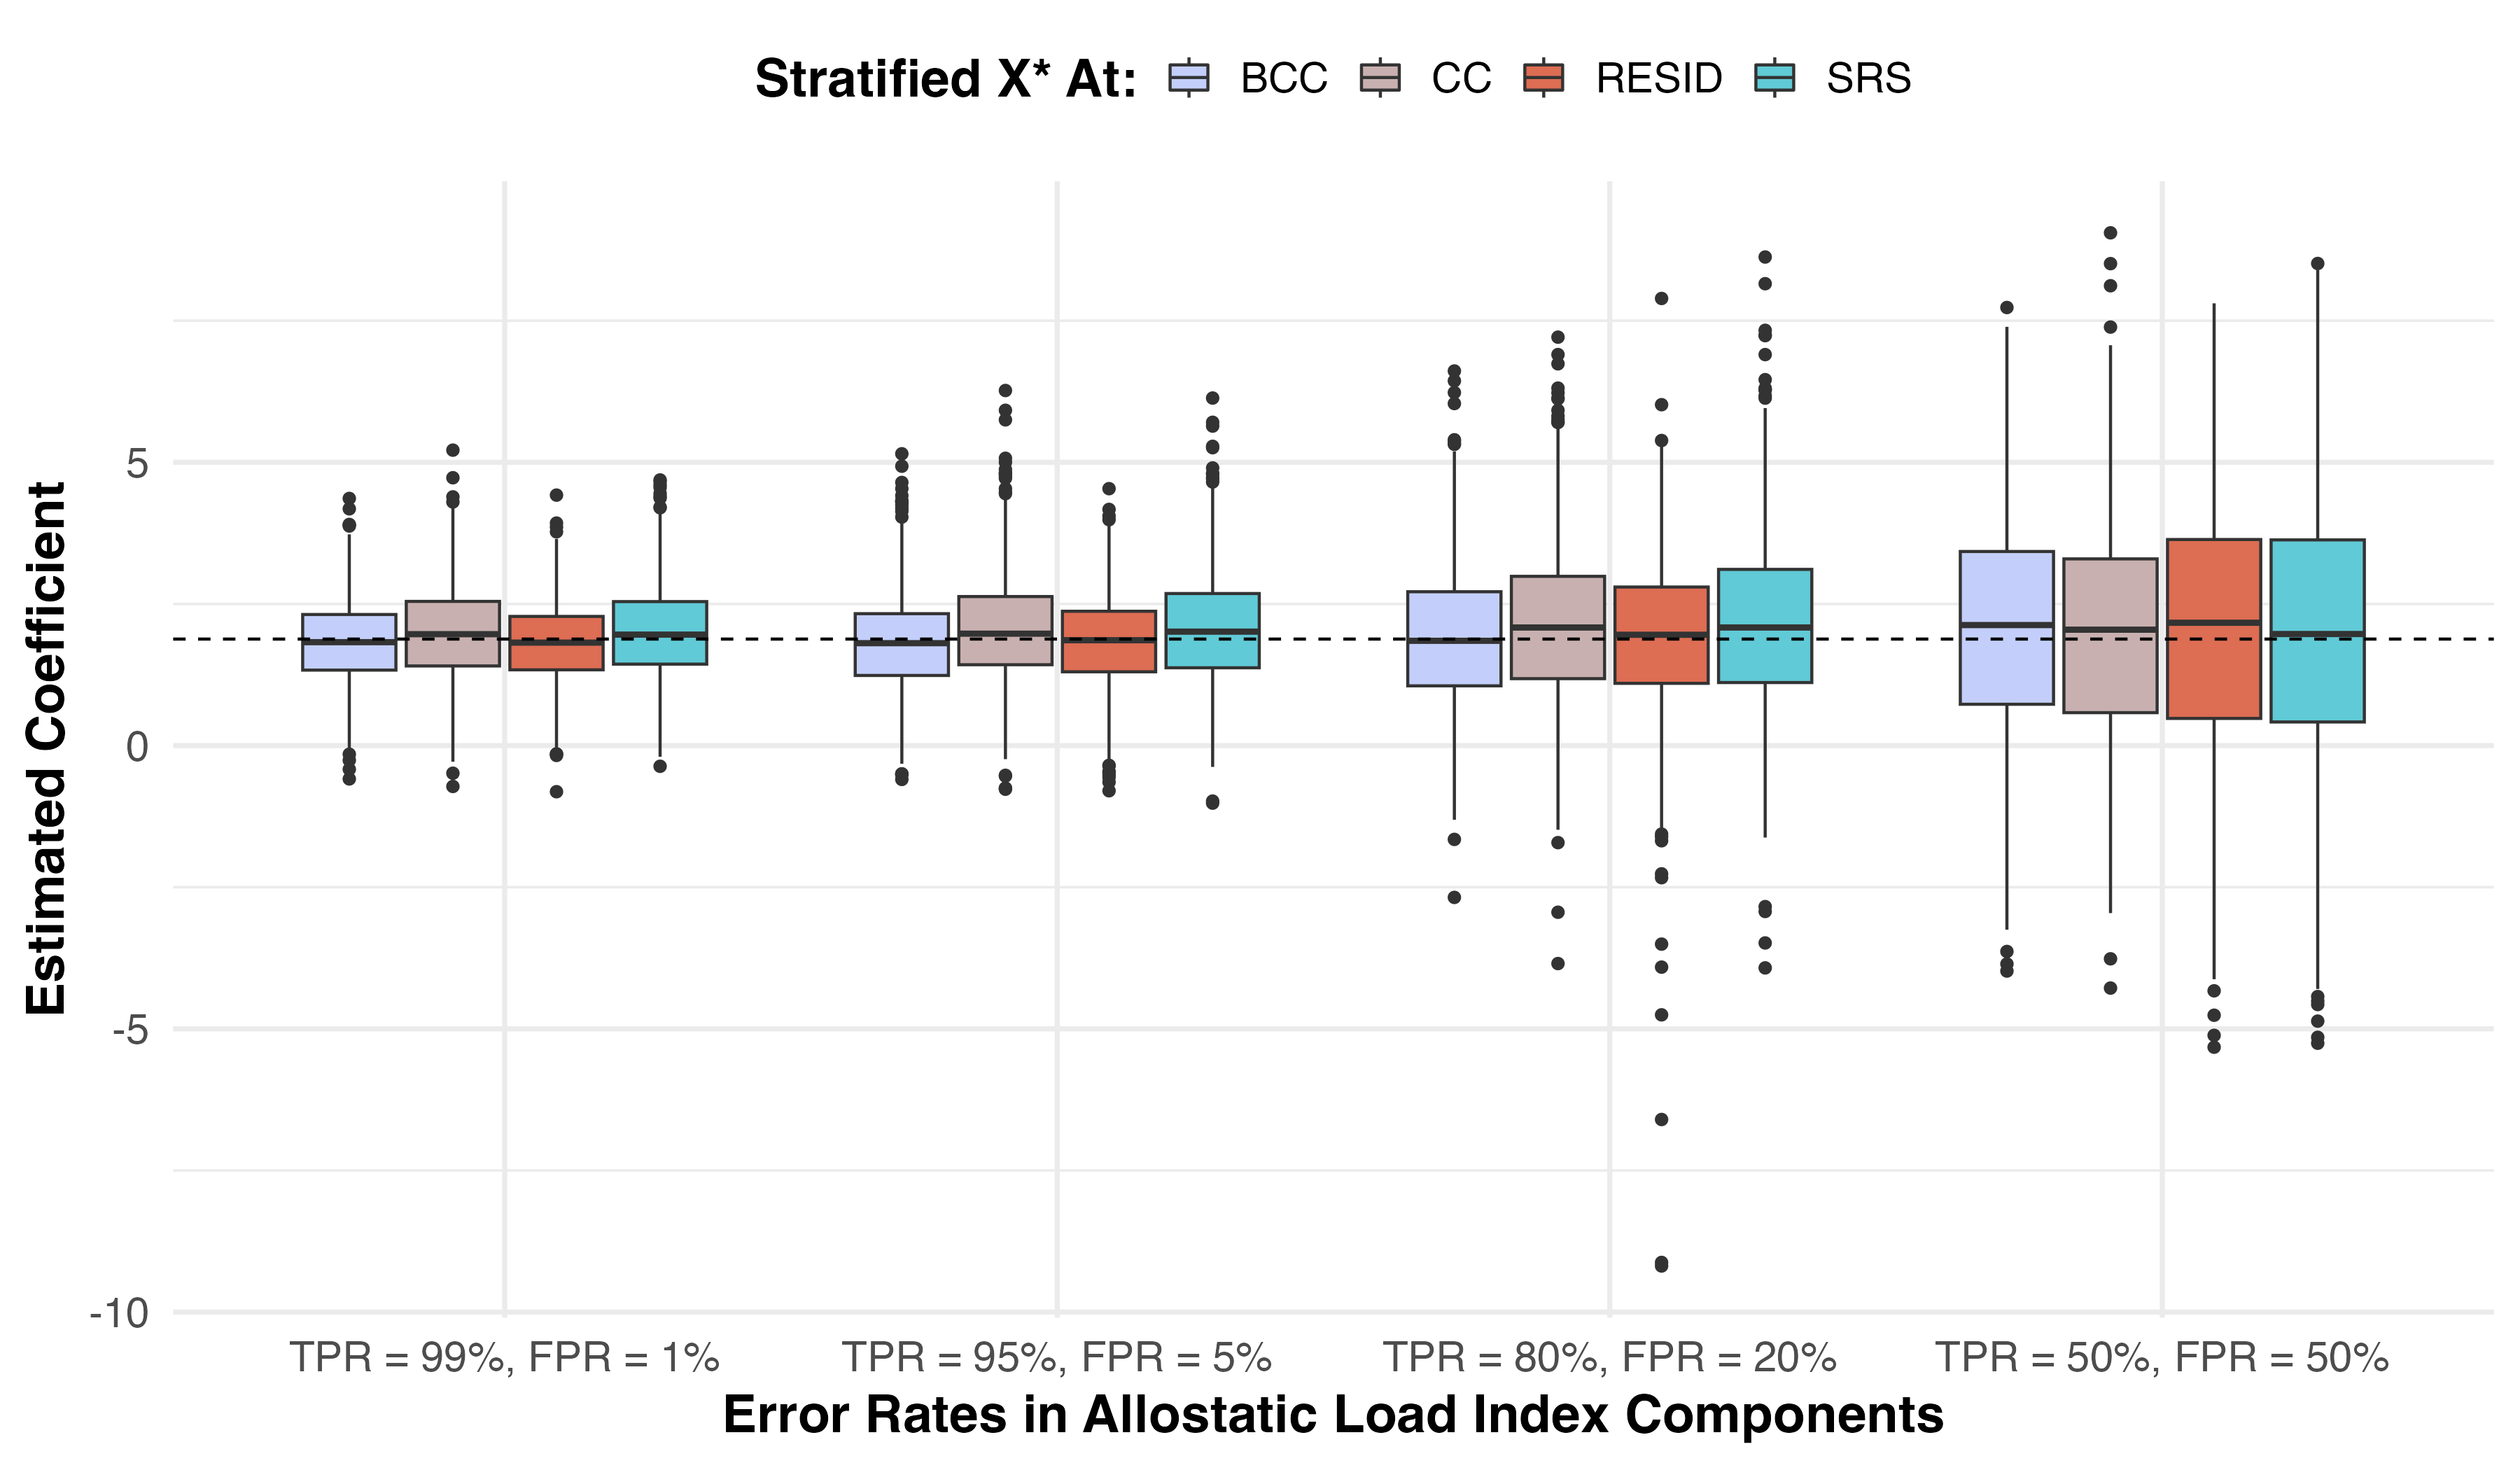 Stratified X* At: BCC CC RESID SRS
Estimated Coefficient
5
0
-5
-10
TPR = 99%, FPR = 1% TPR = 95%, FPR = 5% TPR = 80%, FPR = 20% TPR = 50%, FPR = 50%
Error Rates in Allostatic Load Index Components